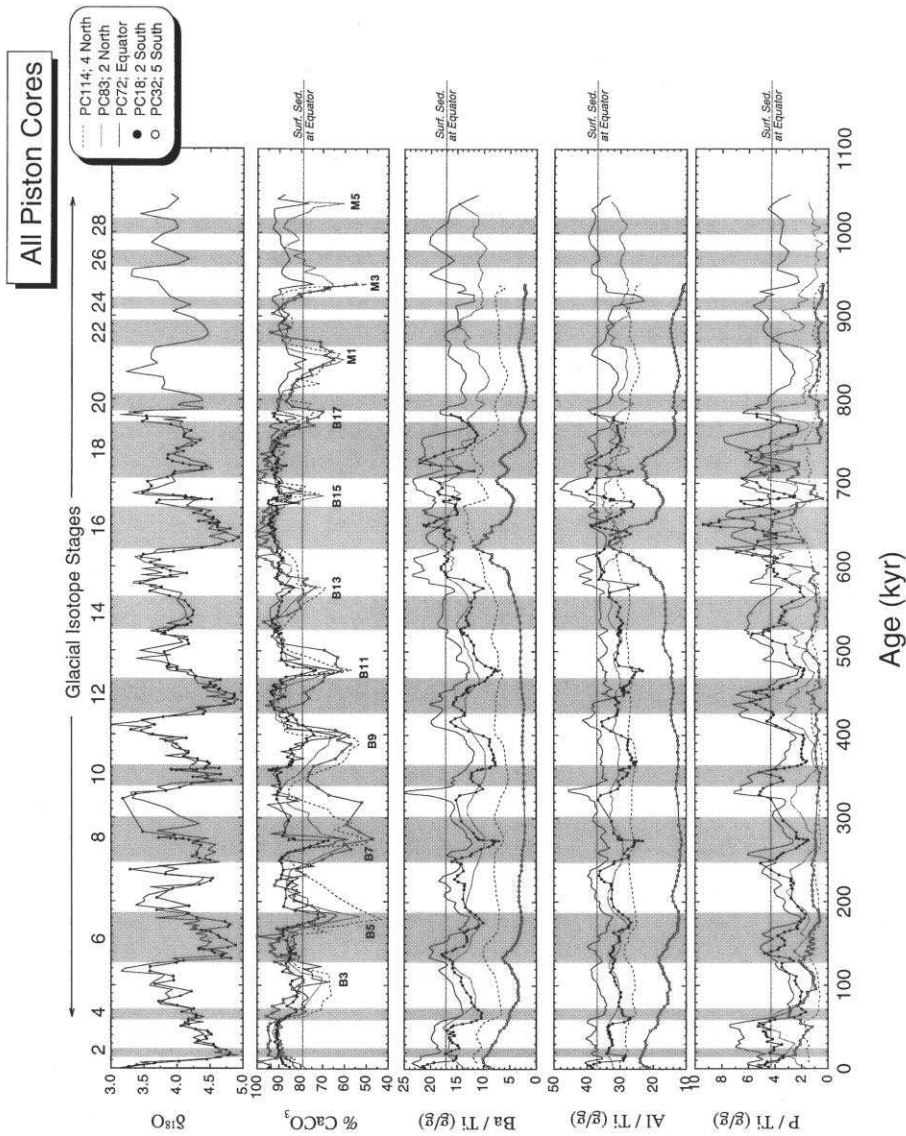 All Piston Cores
PC114; 4 North
PC83; 2 North
PC72; Equator
PC18; 2 South
PC32; 5 South
Glacial Isotope Stages
2 4 6 8 10 12 14 16 18 20 22 24 26 28
3.0
4.0
5.0
δ18O
100
90
80
70
60
50
40
% CaCO3
B3 B5 B7 B9 B11 B13 B15 B17 M1 M3 M5
Surf. Sed.
at Equator
25
20
15
10
5
0
Ba / Ti (g/g)
Surf. Sed.
at Equator
50
40
30
20
10
Al / Ti (g/g)
Surf. Sed.
at Equator
8
6
4
2
0
P / Ti (g/g)
Surf. Sed.
at Equator
0 100 200 300 400 500 600 700 800 900 1000 1100
Age (kyr)